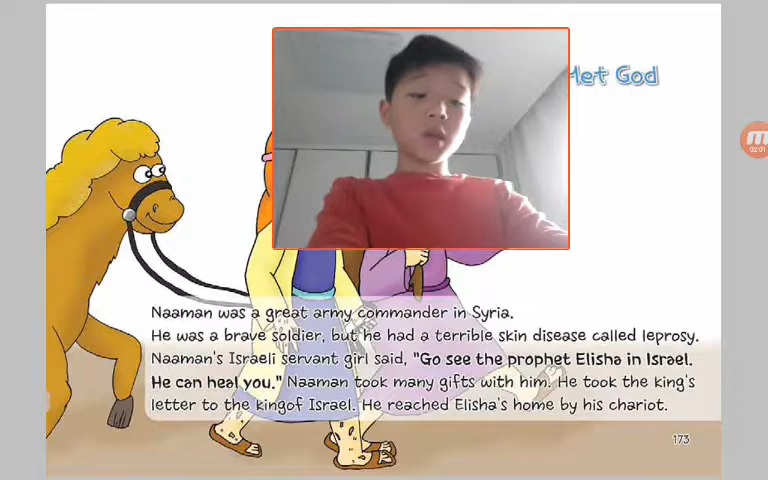 Met God
Naaman was a great army commander in Syria.
He was a brave soldier, but he had a terrible skin disease called leprosy.
Naaman's Israeli servant girl said, "Go see the prophet Elisha in Israel.
He can heal you." Naaman took many gifts with him. He took the king's
letter to the kingof Israel. He reached Elisha's home by his chariot.
173
02:01